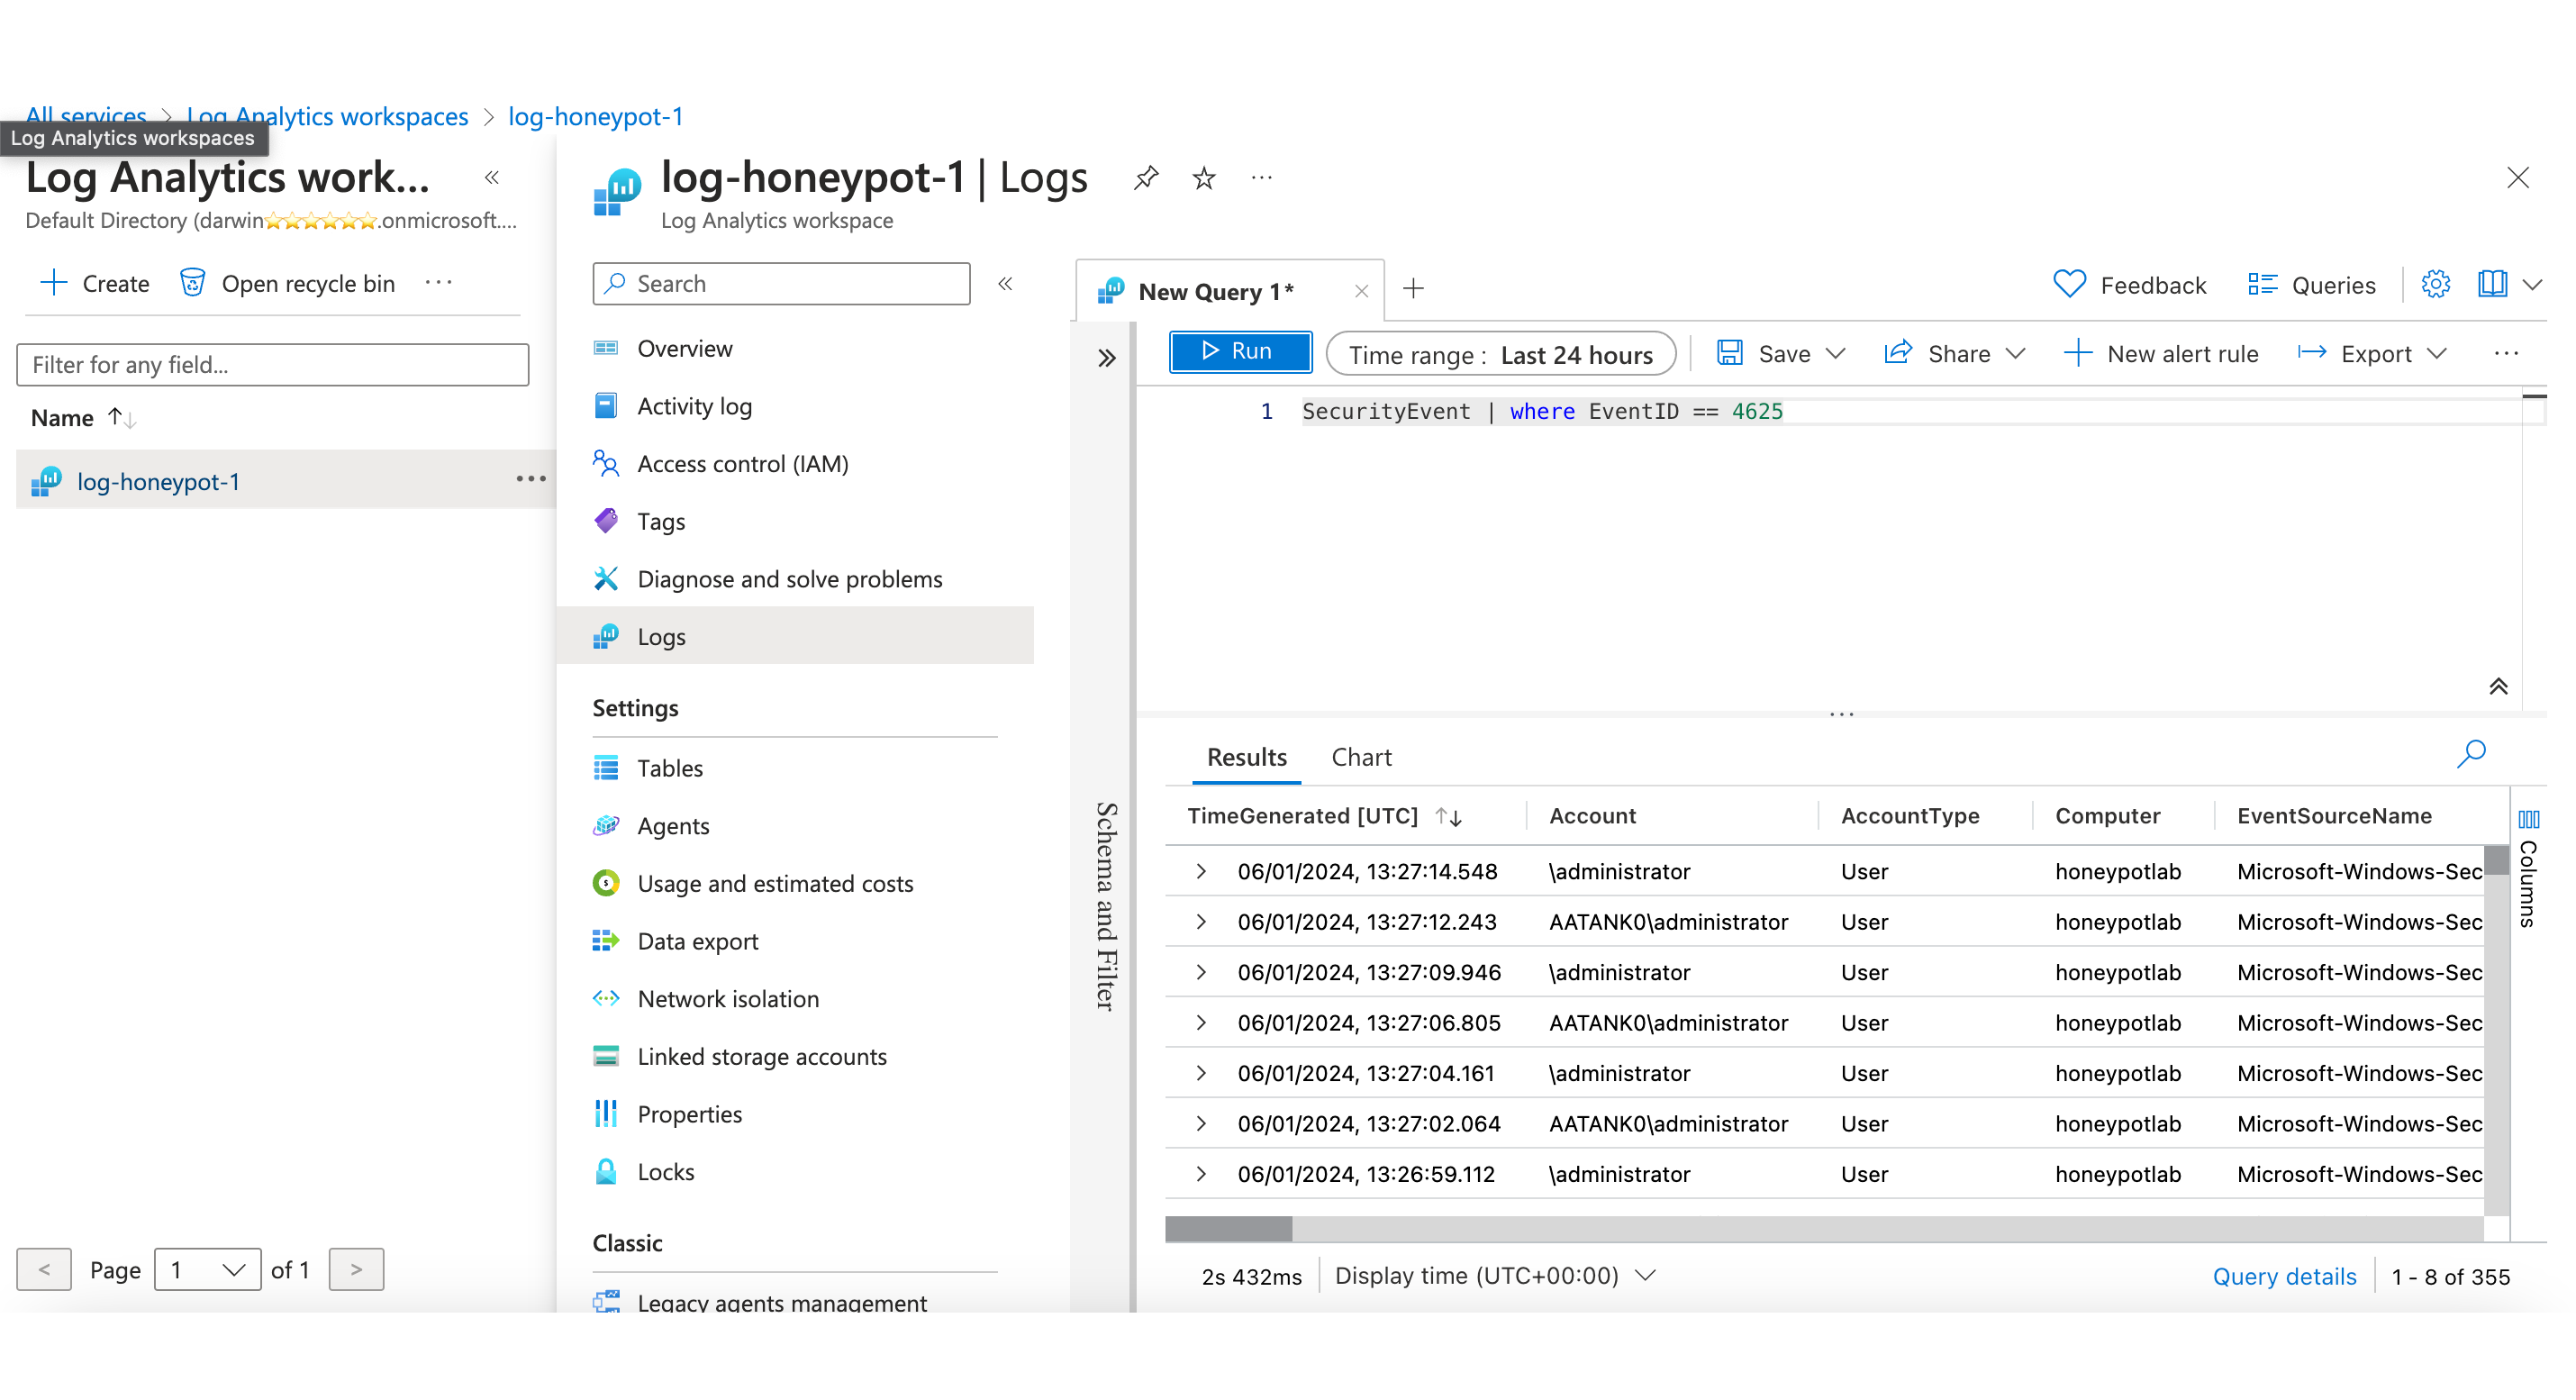 All services > Log Analytics workspaces > log-honeypot-1
Log Analytics workspaces
Log Analytics work...
Default Directory (darwin⭐⭐⭐⭐⭐⭐.onmicrosoft....
Create
Open recycle bin
...
Filter for any field...
Name
log-honeypot-1
...
< Page 1 of 1 >
log-honeypot-1 | Logs
Log Analytics workspace
Search
Overview
Activity log
Access control (IAM)
Tags
Diagnose and solve problems
Logs
Settings
Tables
Agents
Usage and estimated costs
Data export
Network isolation
Linked storage accounts
Properties
Locks
Classic
Legacy agents management
New Query 1*
Feedback
Queries
Run
Time range : Last 24 hours
Save
Share
New alert rule
Export
...
1 SecurityEvent | where EventID == 4625
Schema and Filter
Results
Chart
TimeGenerated [UTC] Account AccountType Computer EventSourceName
06/01/2024, 13:27:14.548 \administrator User honeypotlab Microsoft-Windows-Sec
06/01/2024, 13:27:12.243 AATANK0\administrator User honeypotlab Microsoft-Windows-Sec
06/01/2024, 13:27:09.946 \administrator User honeypotlab Microsoft-Windows-Sec
06/01/2024, 13:27:06.805 AATANK0\administrator User honeypotlab Microsoft-Windows-Sec
06/01/2024, 13:27:04.161 \administrator User honeypotlab Microsoft-Windows-Sec
06/01/2024, 13:27:02.064 AATANK0\administrator User honeypotlab Microsoft-Windows-Sec
06/01/2024, 13:26:59.112 \administrator User honeypotlab Microsoft-Windows-Sec
Columns
2s 432ms
Display time (UTC+00:00)
Query details
1 - 8 of 355